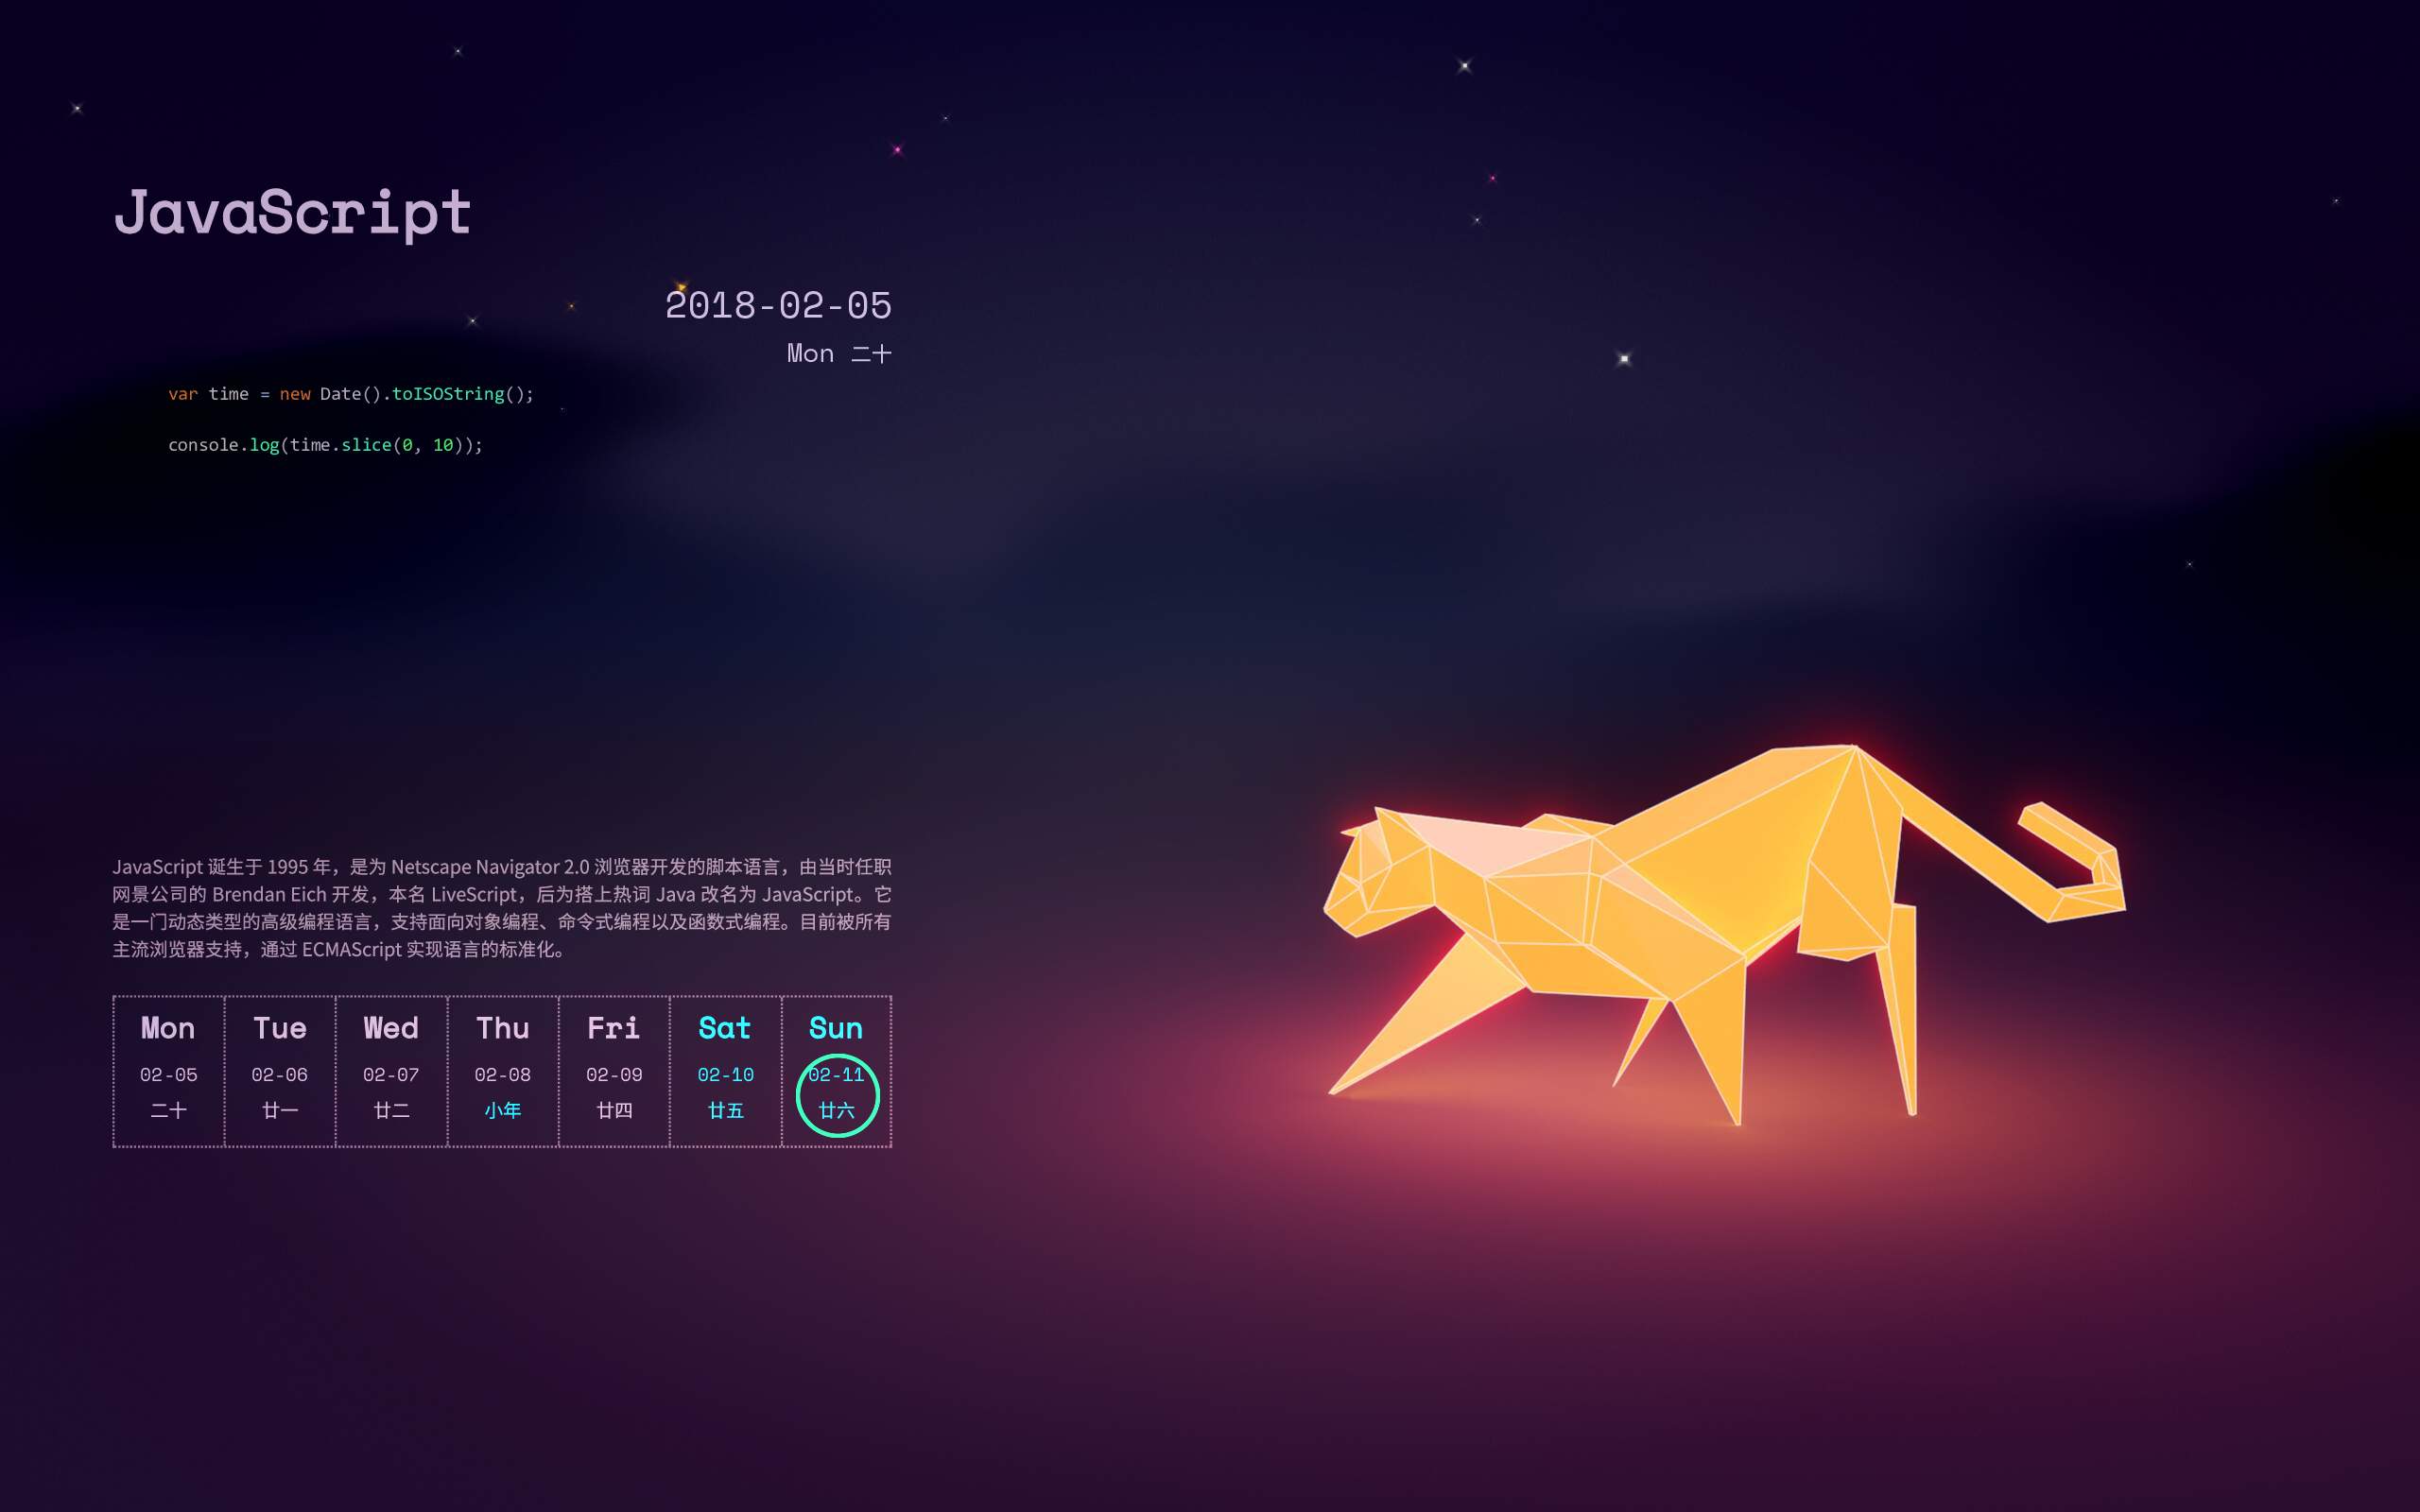 JavaScript
2018-02-05
Mon 二十
var time = new Date().toISOString();
console.log(time.slice(0, 10));
JavaScript 诞生于 1995 年，是为 Netscape Navigator 2.0 浏览器开发的脚本语言，由当时任职
网景公司的 Brendan Eich 开发，本名 LiveScript，后为搭上热词 Java 改名为 JavaScript。它
是一门动态类型的高级编程语言，支持面向对象编程、命令式编程以及函数式编程。目前被所有
主流浏览器支持，通过 ECMAScript 实现语言的标准化。
Mon Tue Wed Thu Fri Sat Sun
02-05 02-06 02-07 02-08 02-09 02-10 02-11
二十 廿一 廿二 小年 廿四 廿五 廿六